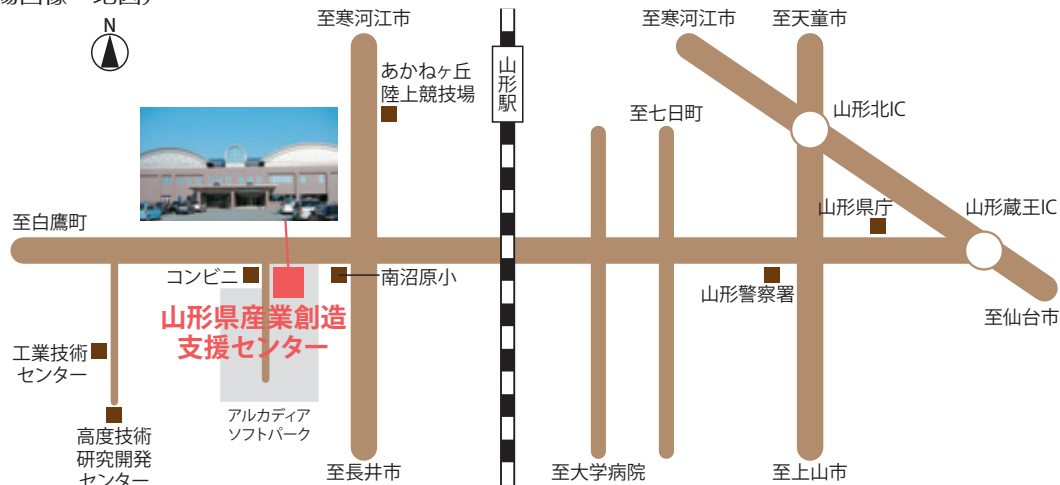 場画像・地図）
N
至寒河江市
至寒河江市
至天童市
あかねヶ丘
陸上競技場
山形駅
至七日町
山形北IC
至白鷹町
山形県庁
山形蔵王IC
コンビニ
南沼原小
山形警察署
山形県産業創造
支援センター
至仙台市
工業技術
センター
アルカディア
ソフトパーク
高度技術
研究開発
センター
至長井市
至大学病院
至上山市